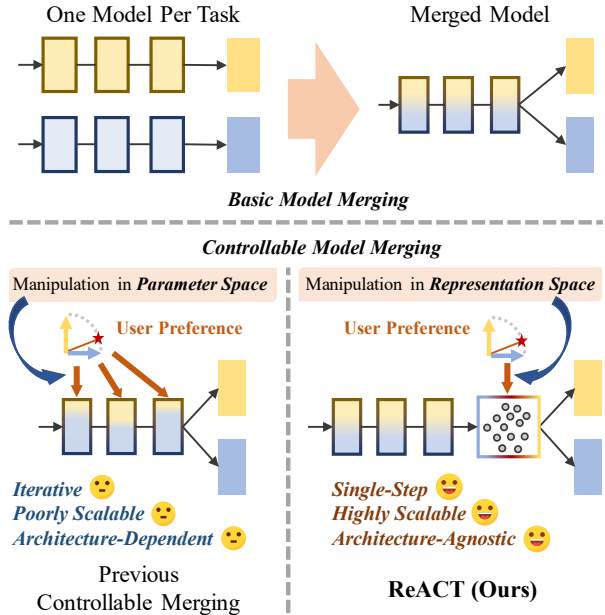 One Model Per Task
Merged Model
Basic Model Merging
Controllable Model Merging
Manipulation in Parameter Space
User Preference
Iterative
Poorly Scalable
Architecture-Dependent
Previous
Controllable Merging
Manipulation in Representation Space
User Preference
Single-Step
Highly Scalable
Architecture-Agnostic
ReACT (Ours)